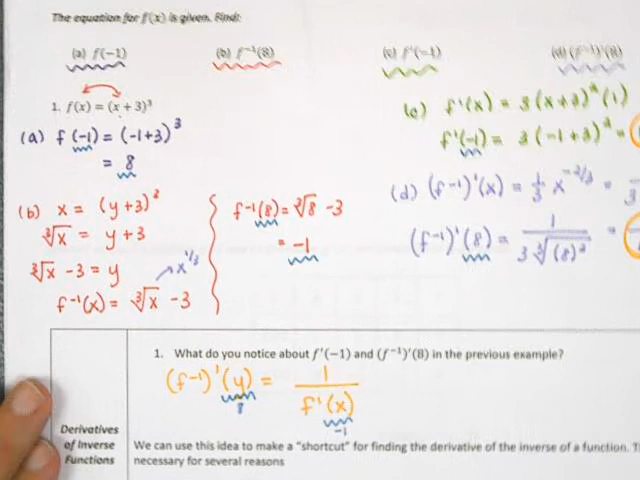 The equation for f(x) is given. Find:
(a) f(−1) (b) f⁻¹(8) (c) f'(−1) (d) (f⁻¹)'(8)
1. f(x) = (x + 3)³
(a) f(-1) = (-1+3)³
= 8
(b) x = (y+3)³
∛x = y+3
∛x -3 = y
x^1/3
f⁻¹(x) = ∛x -3
f⁻¹(8) = ∛8 -3
= -1
(c) f'(x) = 3(x+3)²(1)
f'(-1) = 3(-1+3)² =
(d) (f⁻¹)'(x) = 1/3 x^-2/3 =
(f⁻¹)'(8) = 1/(3∛(8)²) =
1. What do you notice about f'(−1) and (f⁻¹)'(8) in the previous example?
(f⁻¹)'(y) = 1/f'(x)
8 -1
Derivatives
of Inverse
Functions
We can use this idea to make a "shortcut" for finding the derivative of the inverse of a function.
necessary for several reasons